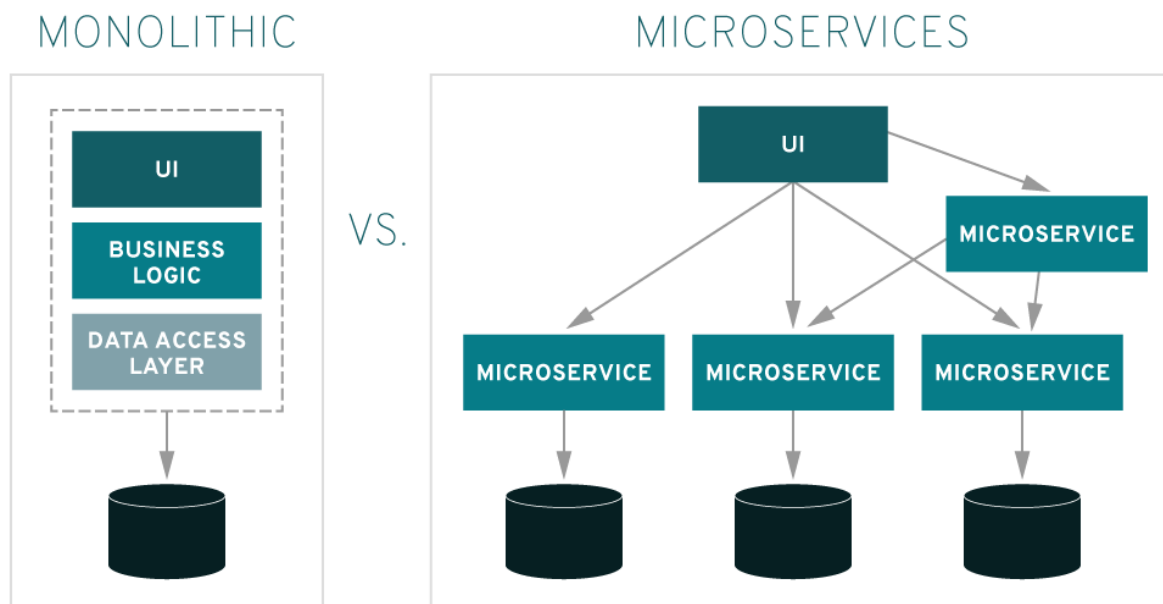 MONOLITHIC
MICROSERVICES
UI
BUSINESS
LOGIC
DATA ACCESS
LAYER
VS.
UI
MICROSERVICE
MICROSERVICE
MICROSERVICE
MICROSERVICE